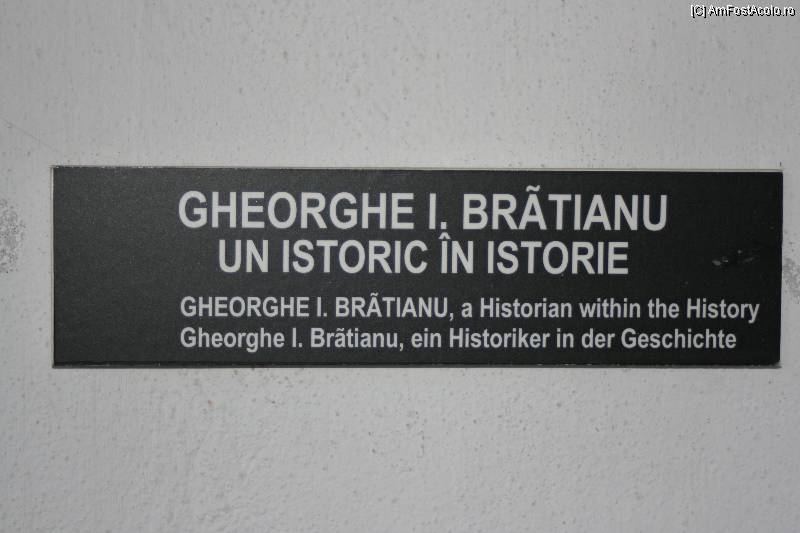 [C] AmFostAcolo.ro
GHEORGHE I. BRÃTIANU
UN ISTORIC ÎN ISTORIE
GHEORGHE I. BRÃTIANU, a Historian within the History
Gheorghe I. Brãtianu, ein Historiker in der Geschichte